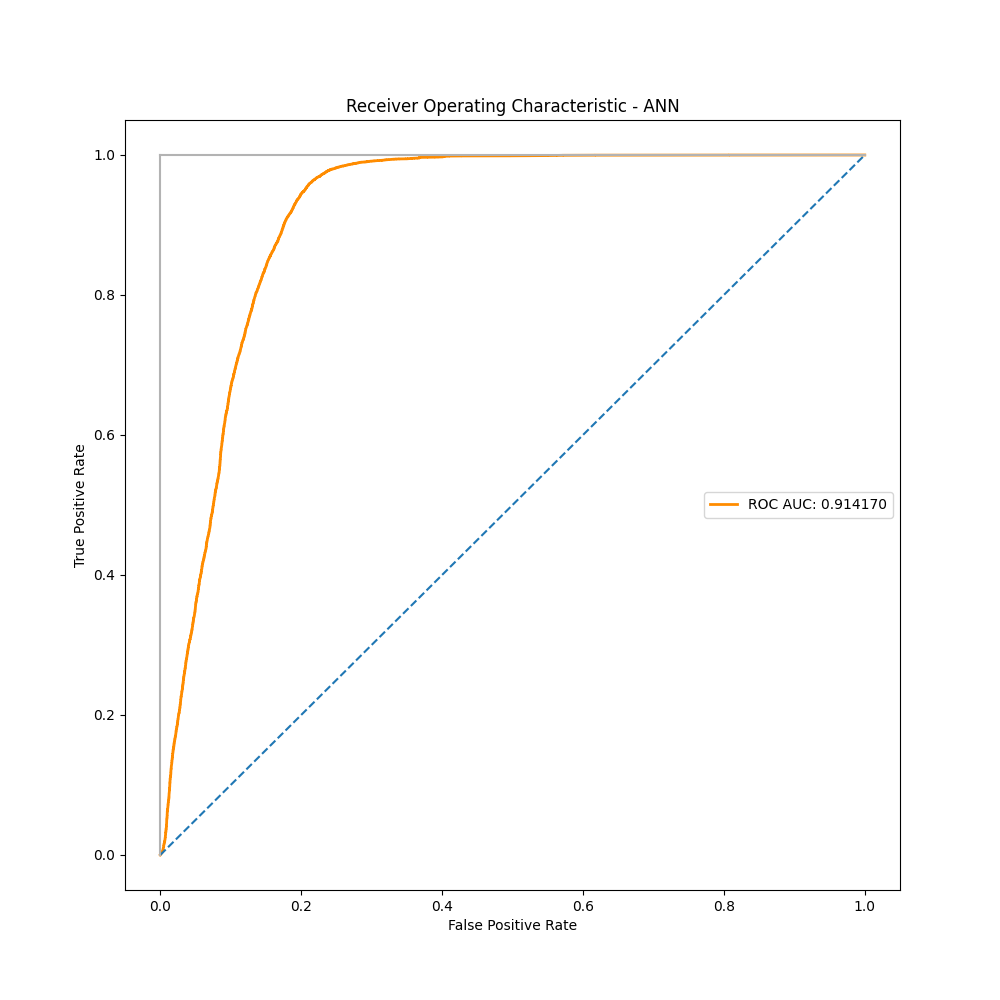 Receiver Operating Characteristic - ANN
1.0
0.8
0.6
0.4
0.2
0.0
True Positive Rate
ROC AUC: 0.914170
0.0 0.2 0.4 0.6 0.8 1.0
False Positive Rate